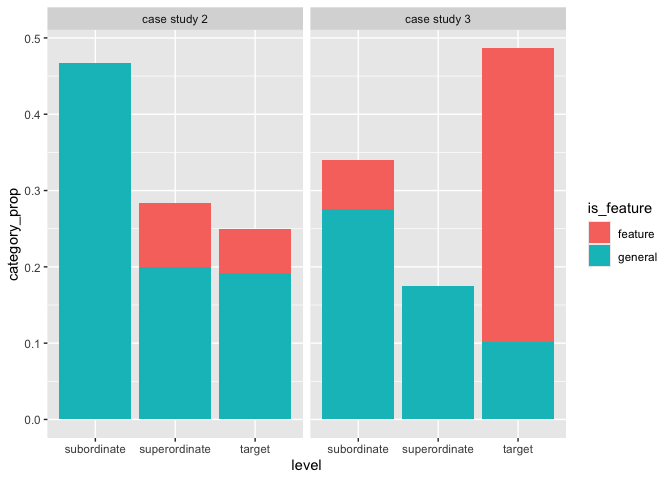 case study 2
case study 3
0.5
0.4
0.3
0.2
0.1
0.0
category_prop
subordinate
superordinate
target
subordinate
superordinate
target
level
is_feature
feature
general